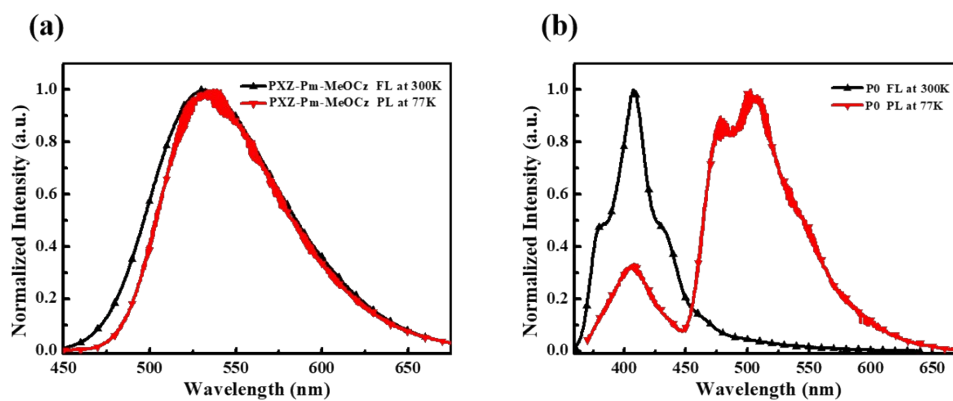 (a)
(b)
PXZ-Pm-MeOCz FL at 300K
PXZ-Pm-MeOCz PL at 77K
P0 FL at 300K
P0 PL at 77K
Normalized Intensity (a.u.)
1.0
0.8
0.6
0.4
0.2
0.0
450 500 550 600 650
Wavelength (nm)
Normalized Intensity (a.u.)
1.0
0.8
0.6
0.4
0.2
0.0
400 450 500 550 600 650
Wavelength (nm)